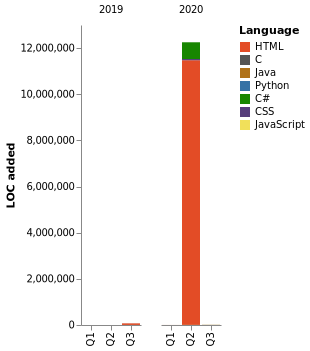 2019 2020
Language
HTML
C
Java
Python
C#
CSS
JavaScript
LOC added
12,000,000
10,000,000
8,000,000
6,000,000
4,000,000
2,000,000
0
Q1 Q2 Q3 Q1 Q2 Q3